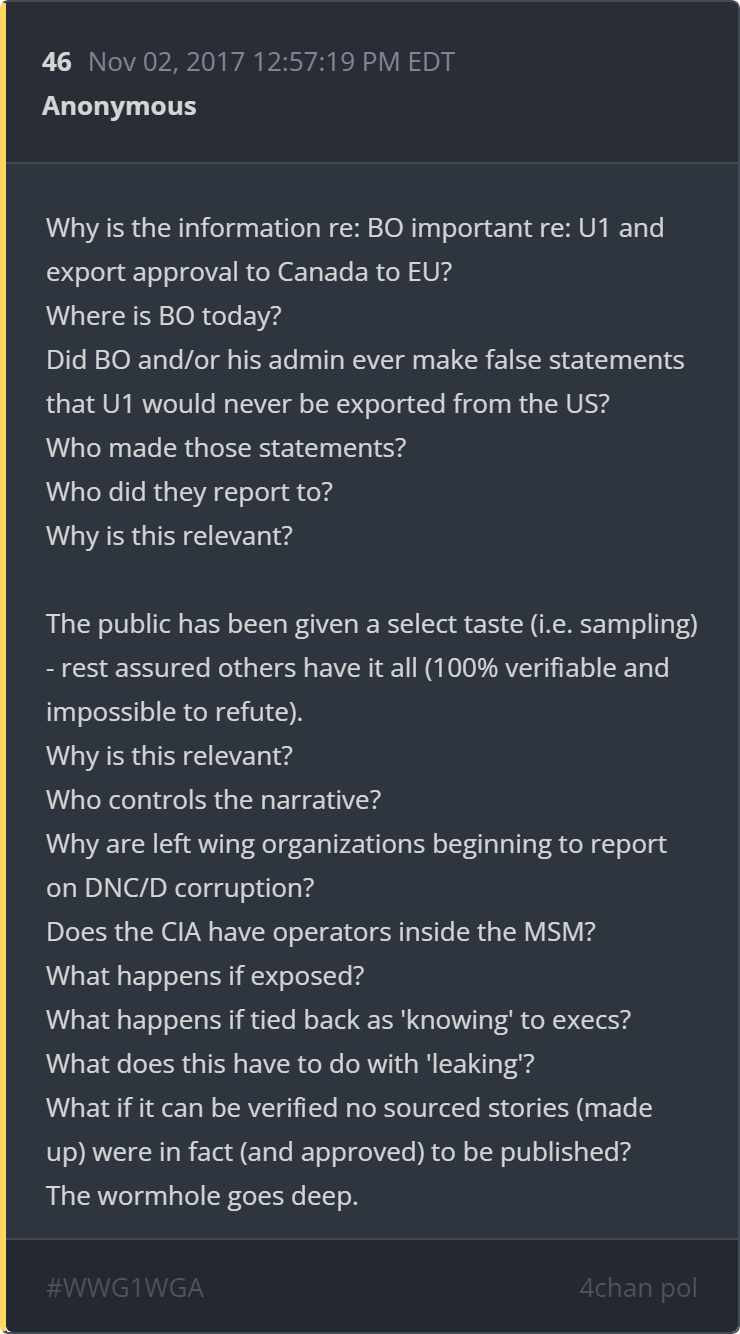 46 Nov 02, 2017 12:57:19 PM EDT
Anonymous
Why is the information re: BO important re: U1 and
export approval to Canada to EU?
Where is BO today?
Did BO and/or his admin ever make false statements
that U1 would never be exported from the US?
Who made those statements?
Who did they report to?
Why is this relevant?
The public has been given a select taste (i.e. sampling)
- rest assured others have it all (100% verifiable and
impossible to refute).
Why is this relevant?
Who controls the narrative?
Why are left wing organizations beginning to report
on DNC/D corruption?
Does the CIA have operators inside the MSM?
What happens if exposed?
What happens if tied back as 'knowing' to execs?
What does this have to do with 'leaking'?
What if it can be verified no sourced stories (made
up) were in fact (and approved) to be published?
The wormhole goes deep.
#WWG1WGA 4chan pol